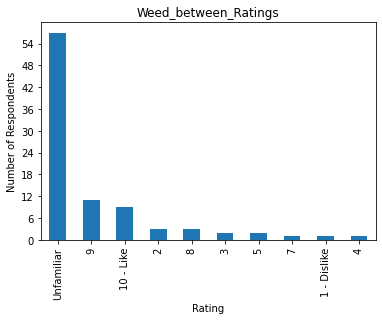 Weed_between_Ratings
Number of Respondents
54
48
42
36
30
24
18
12
6
0
Unfamiliar
9
10 - Like
2
8
3
5
7
1 - Dislike
4
Rating